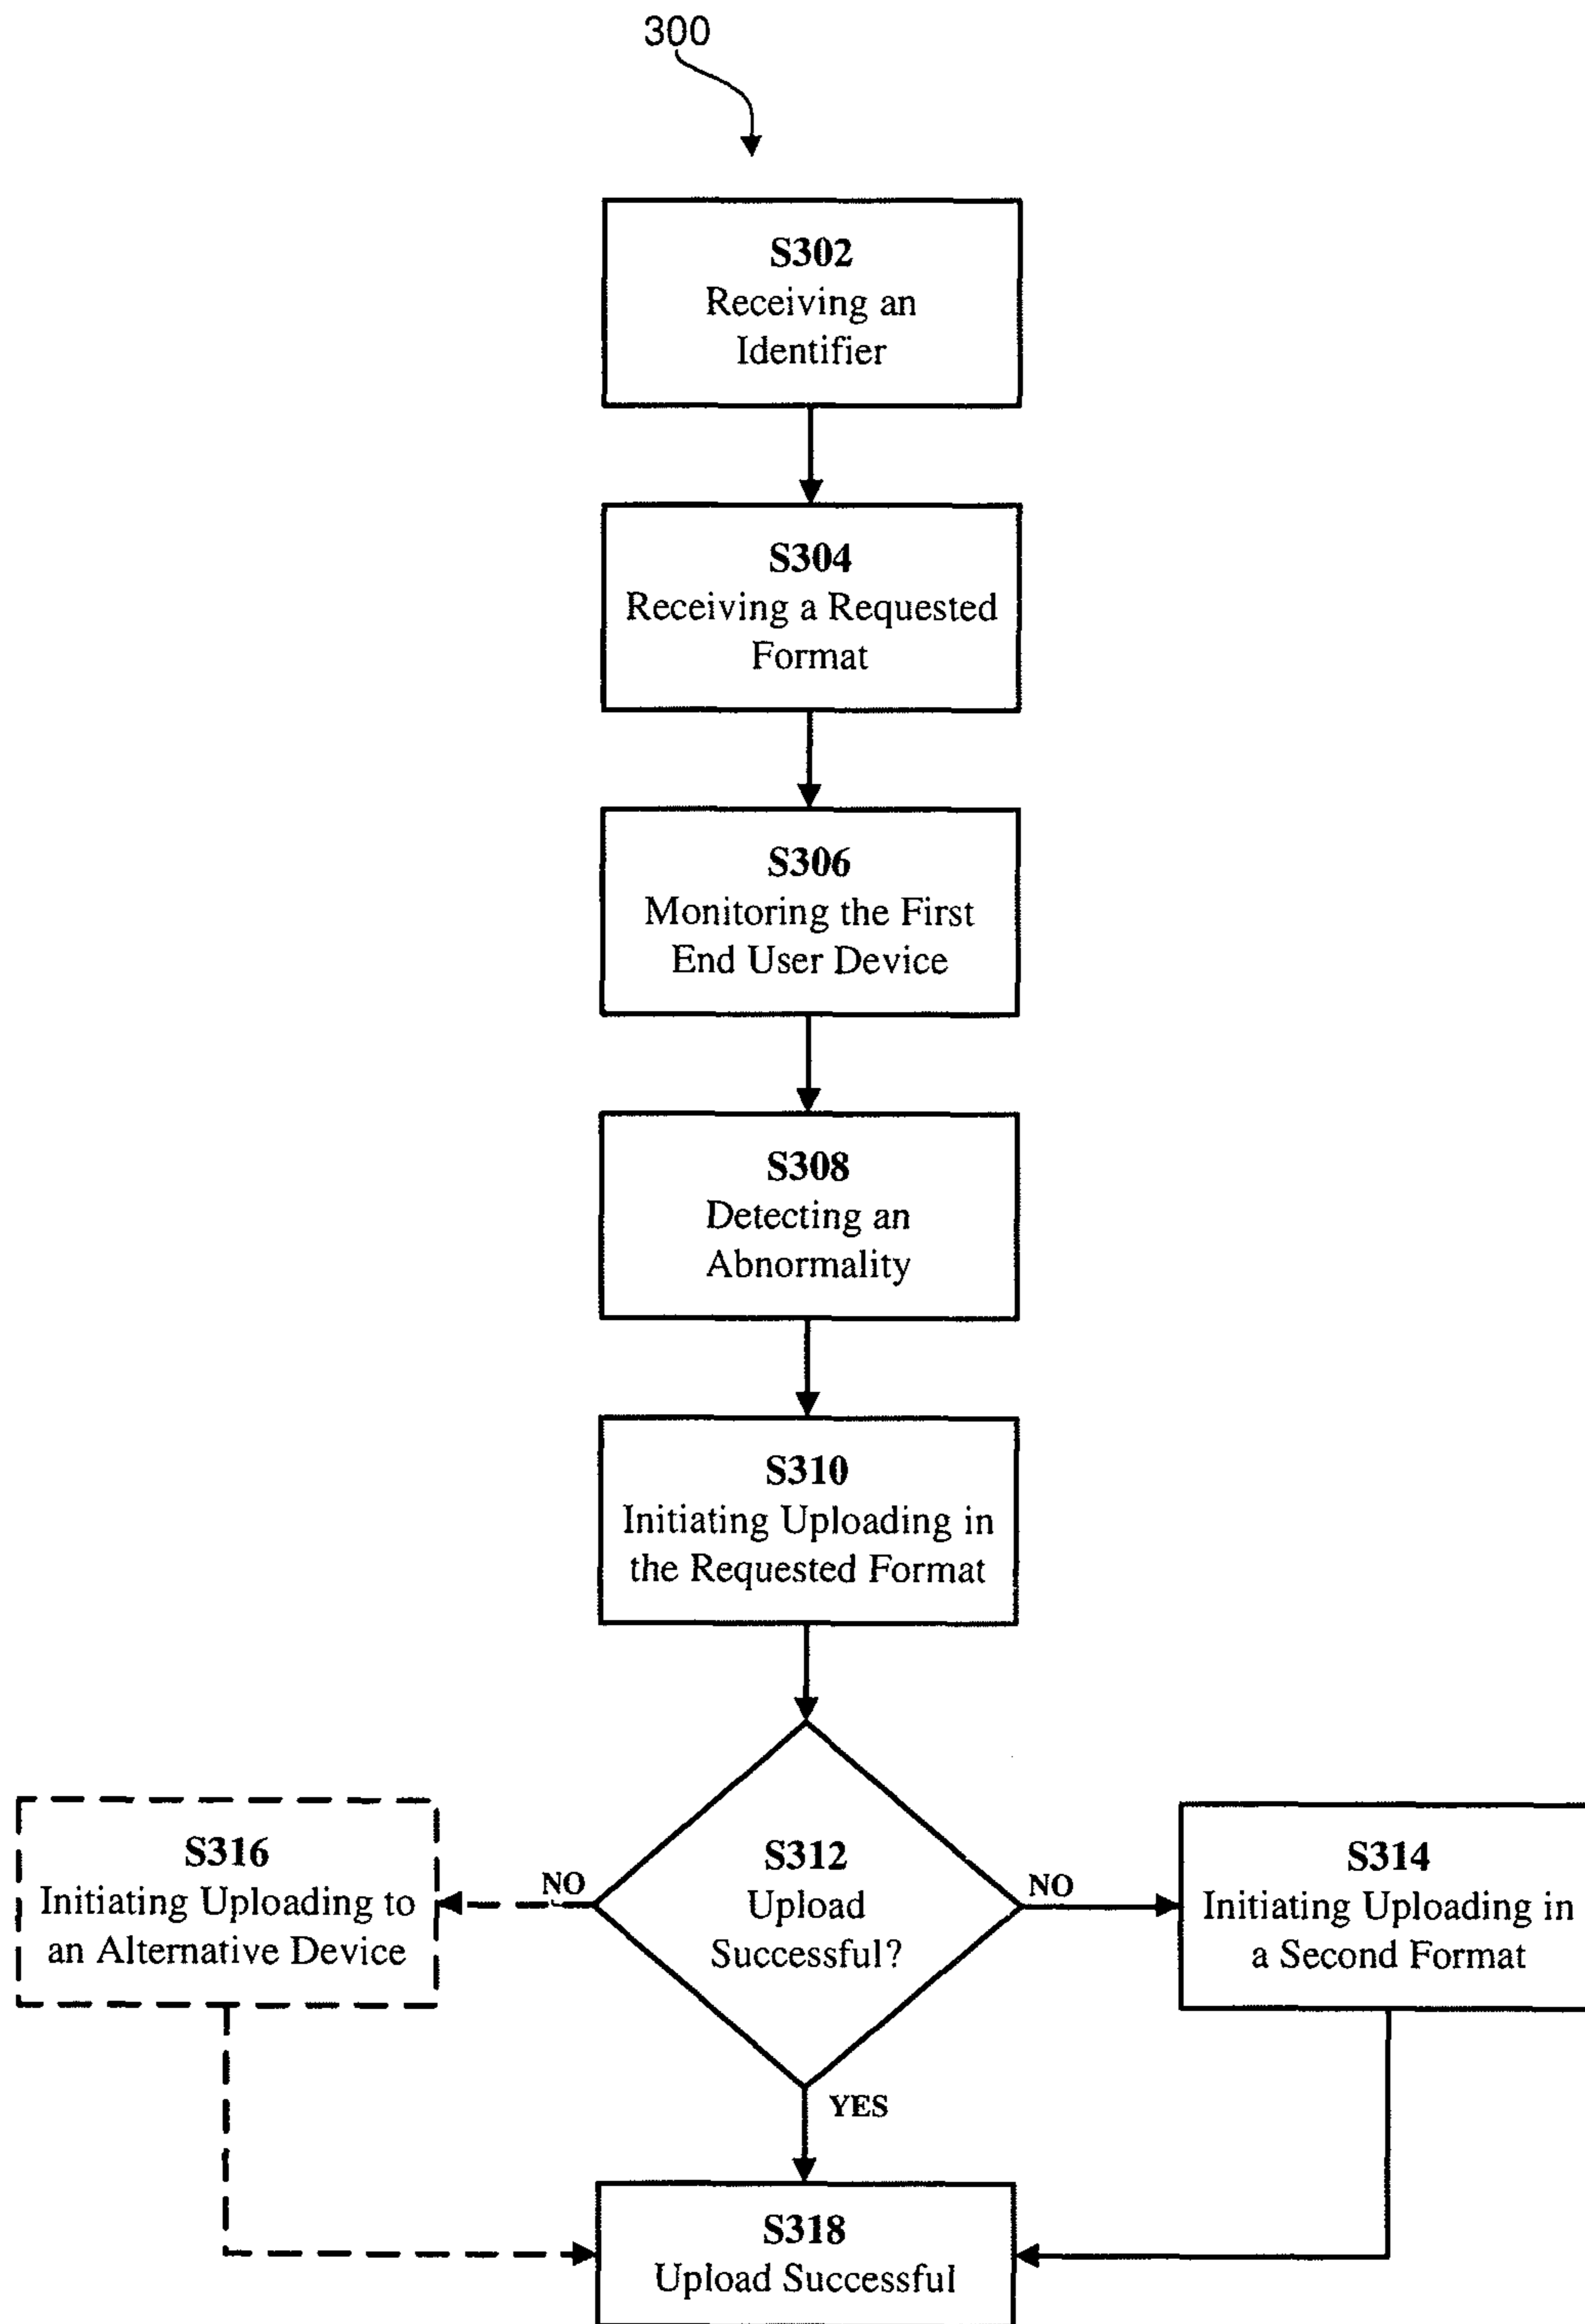 300
S302
Receiving an
Identifier
S304
Receiving a Requested
Format
S306
Monitoring the First
End User Device
S308
Detecting an
Abnormality
S310
Initiating Uploading in
the Requested Format
S316
Initiating Uploading to
an Alternative Device
NO
S312
Upload
Successful?
NO
S314
Initiating Uploading in
a Second Format
YES
S318
Upload Successful